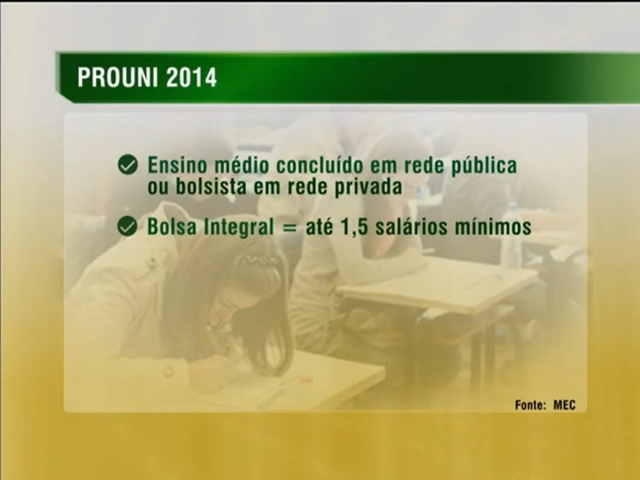 PROUNI 2014
Ensino médio concluído em rede pública
ou bolsista em rede privada
Bolsa Integral = até 1,5 salários mínimos
Fonte: MEC